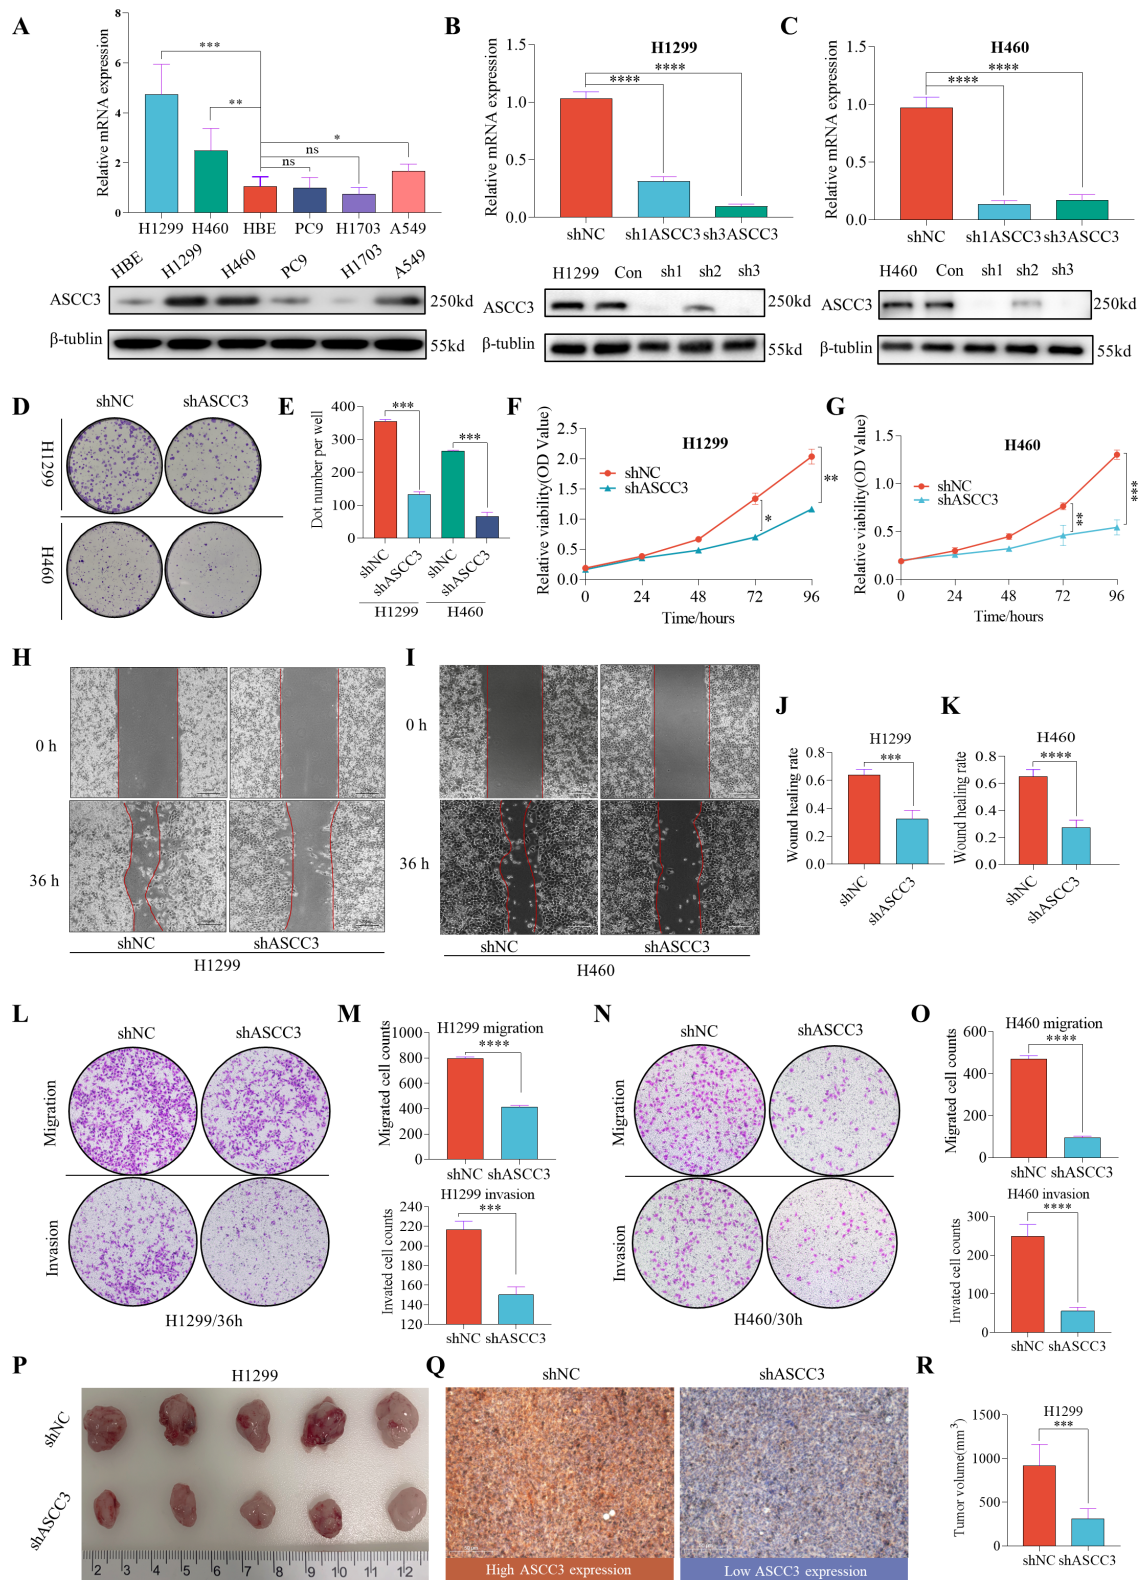 A
Relative mRNA expression
8
6
4
2
0
***
**
*
ns
ns
H1299 H460 HBE PC9 H1703 A549
HBE H1299 H460 PC9 H1703 A549
ASCC3 250kd
β-tublin 55kd
B
H1299
Relative mRNA expression
1.5
1.0
0.5
0.0
****
****
shNC sh1ASCC3 sh3ASCC3
H1299 Con sh1 sh2 sh3
ASCC3 250kd
β-tublin 55kd
C
H460
Relative mRNA expression
1.5
1.0
0.5
0.0
****
****
shNC sh1ASCC3 sh3ASCC3
H460 Con sh1 sh2 sh3
ASCC3 250kd
β-tublin 55kd
D
shNC shASCC3
H1299
H460
E
Dot number per well
400
300
200
100
0
***
***
shNC shASCC3 shNC shASCC3
H1299 H460
F
H1299
Relative viability(OD Value)
2.5
2.0
1.5
1.0
0.5
0.0
shNC
shASCC3
*
**
0 24 48 72 96
Time/hours
G
H460
Relative viability(OD Value)
1.5
1.0
0.5
0.0
shNC
shASCC3
**
***
0 24 48 72 96
Time/hours
H
0 h
36 h
shNC shASCC3
H1299
I
0 h
36 h
shNC shASCC3
H460
J
H1299
Wound healing rate
0.8
0.6
0.4
0.2
0.0
***
shNC shASCC3
K
H460
Wound healing rate
0.8
0.6
0.4
0.2
0.0
****
shNC shASCC3
L
shNC shASCC3
Migration
Invasion
H1299/36h
M
H1299 migration
Migrated cell counts
1000
800
600
400
200
0
****
shNC shASCC3
H1299 invasion
Invated cell counts
240
220
200
180
160
140
120
***
shNC shASCC3
N
shNC shASCC3
Migration
Invasion
H460/30h
O
H460 migration
Migrated cell counts
600
400
200
0
****
shNC shASCC3
H460 invasion
Invated cell counts
300
200
100
0
****
shNC shASCC3
P
H1299
shNC
shASCC3
2 3 4 5 6 7 8 9 10 11 12
Q
shNC shASCC3
High ASCC3 expression Low ASCC3 expression
R
H1299
Tumor volume(mm³)
1500
1000
500
0
***
shNC shASCC3